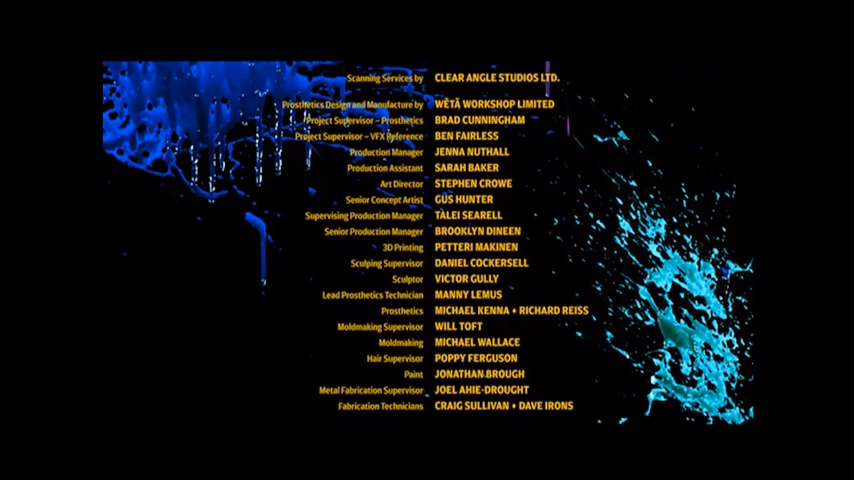 Scanning Services by CLEAR ANGLE STUDIOS LTD.
Prosthetics Design and Manufacture by WĒTĀ WORKSHOP LIMITED
Project Supervisor – Prosthetics BRAD CUNNINGHAM
Project Supervisor – VFX Reference BEN FAIRLESS
Production Manager JENNA NUTHALL
Production Assistant SARAH BAKER
Art Director STEPHEN CROWE
Senior Concept Artist GUS HUNTER
Supervising Production Manager TALEI SEARELL
Senior Production Manager BROOKLYN DINEEN
3D Printing PETTERI MAKINEN
Sculping Supervisor DANIEL COCKERSELL
Sculptor VICTOR GULLY
Lead Prosthetics Technician MANNY LEMUS
Prosthetics MICHAEL KENNA • RICHARD REISS
Moldmaking Supervisor WILL TOFT
Moldmaking MICHAEL WALLACE
Hair Supervisor POPPY FERGUSON
Paint JONATHAN BROUGH
Metal Fabrication Supervisor JOEL AHIE-DROUGHT
Fabrication Technicians CRAIG SULLIVAN • DAVE IRONS